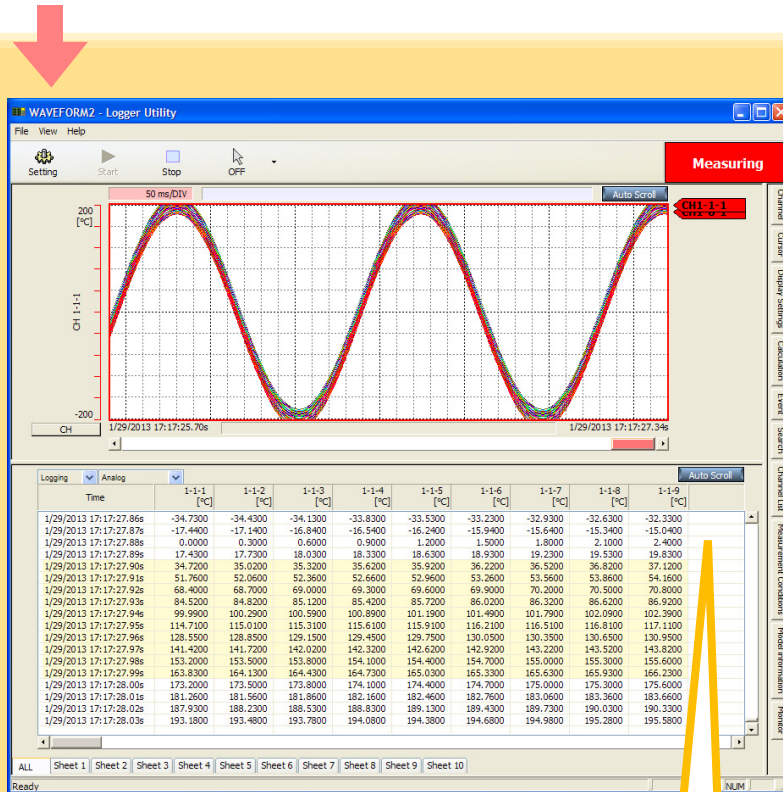 WAVEFORM2 - Logger Utility
File View Help
Setting Start Stop OFF
Measuring
50 ms/DIV Auto Scroll
CH1-1-1
200
[°C]
CH 1-1-1
-200
CH 1/29/2013 17:17:25.70s 1/29/2013 17:17:27.34s
Channel
Cursor
Display Settings
Calculation
Event
Search
Channel List
Measurement Conditions
Model information
Monitor
Logging Analog Auto Scroll
Time 1-1-1 1-1-2 1-1-3 1-1-4 1-1-5 1-1-6 1-1-7 1-1-8 1-1-9
[°C] [°C] [°C] [°C] [°C] [°C] [°C] [°C] [°C]
1/29/2013 17:17:27.86s -34.7300 -34.4300 -34.1300 -33.8300 -33.5300 -33.2300 -32.9300 -32.6300 -32.3300
1/29/2013 17:17:27.87s -17.4400 -17.1400 -16.8400 -16.5400 -16.2400 -15.9400 -15.6400 -15.3400 -15.0400
1/29/2013 17:17:27.88s 0.0000 0.3000 0.6000 0.9000 1.2000 1.5000 1.8000 2.1000 2.4000
1/29/2013 17:17:27.89s 17.4300 17.7300 18.0300 18.3300 18.6300 18.9300 19.2300 19.5300 19.8300
1/29/2013 17:17:27.90s 34.7200 35.0200 35.3200 35.6200 35.9200 36.2200 36.5200 36.8200 37.1200
1/29/2013 17:17:27.91s 51.7600 52.0600 52.3600 52.6600 52.9600 53.2600 53.5600 53.8600 54.1600
1/29/2013 17:17:27.92s 68.4000 68.7000 69.0000 69.3000 69.6000 69.9000 70.2000 70.5000 70.8000
1/29/2013 17:17:27.93s 84.5200 84.8200 85.1200 85.4200 85.7200 86.0200 86.3200 86.6200 86.9200
1/29/2013 17:17:27.94s 99.9900 100.2900 100.5900 100.8900 101.1900 101.4900 101.7900 102.0900 102.3900
1/29/2013 17:17:27.95s 114.7100 115.0100 115.3100 115.6100 115.9100 116.2100 116.5100 116.8100 117.1100
1/29/2013 17:17:27.96s 128.5500 128.8500 129.1500 129.4500 129.7500 130.0500 130.3500 130.6500 130.9500
1/29/2013 17:17:27.97s 141.4200 141.7200 142.0200 142.3200 142.6200 142.9200 143.2200 143.5200 143.8200
1/29/2013 17:17:27.98s 153.2000 153.5000 153.8000 154.1000 154.4000 154.7000 155.0000 155.3000 155.6000
1/29/2013 17:17:27.99s 163.8300 164.1300 164.4300 164.7300 165.0300 165.3300 165.6300 165.9300 166.2300
1/29/2013 17:17:28.00s 173.2000 173.5000 173.8000 174.1000 174.4000 174.7000 175.0000 175.3000 175.6000
1/29/2013 17:17:28.01s 181.2600 181.5600 181.8600 182.1600 182.4600 182.7600 183.0600 183.3600 183.6600
1/29/2013 17:17:28.02s 187.9300 188.2300 188.5300 188.8300 189.1300 189.4300 189.7300 190.0300 190.3300
1/29/2013 17:17:28.03s 193.1800 193.4800 193.7800 194.0800 194.3800 194.6800 194.9800 195.2800 195.5800
ALL Sheet 1 Sheet 2 Sheet 3 Sheet 4 Sheet 5 Sheet 6 Sheet 7 Sheet 8 Sheet 9 Sheet 10
Ready NUM